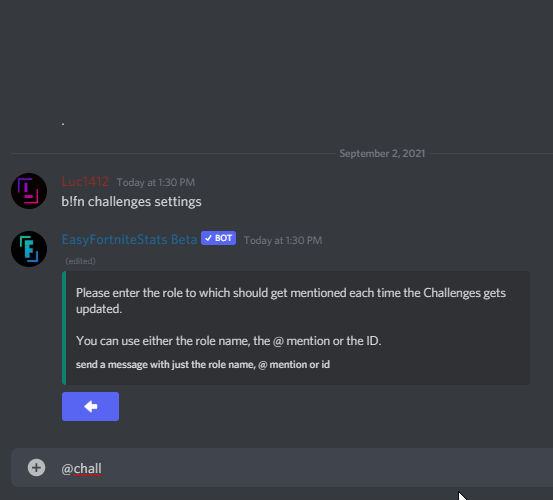 .
September 2, 2021
Luc1412 Today at 1:30 PM
b!fn challenges settings
EasyFortniteStats Beta ✓ BOT Today at 1:30 PM
(edited)
Please enter the role to which should get mentioned each time the Challenges gets
updated.
You can use either the role name, the @ mention or the ID.
send a message with just the role name, @ mention or id
@chall